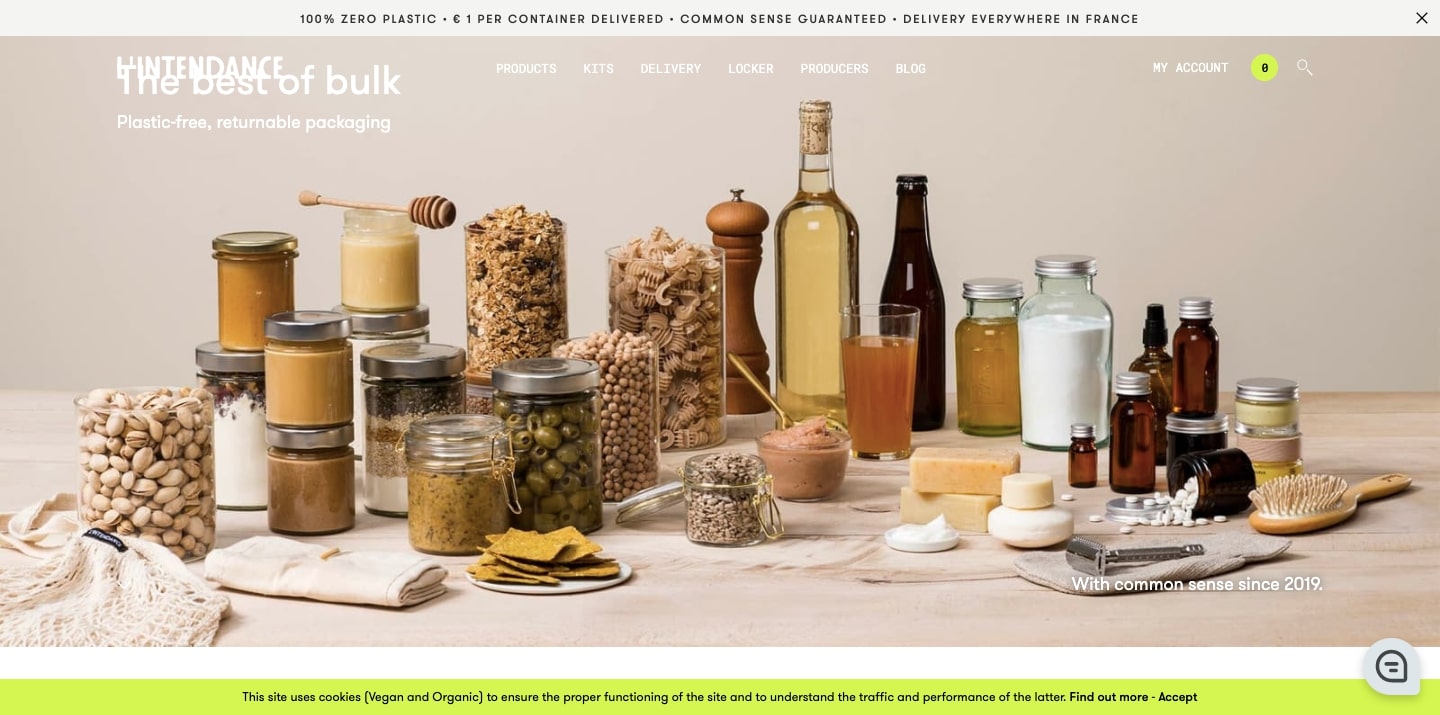 100% ZERO PLASTIC • € 1 PER CONTAINER DELIVERED • COMMON SENSE GUARANTEED • DELIVERY EVERYWHERE IN FRANCE
L'INTENDANCE
PRODUCTS KITS DELIVERY LOCKER PRODUCERS BLOG
MY ACCOUNT 0
The best of bulk
Plastic-free, returnable packaging
L'INTENDANCE
With common sense since 2019.
This site uses cookies (Vegan and Organic) to ensure the proper functioning of the site and to understand the traffic and performance of the latter. Find out more - Accept